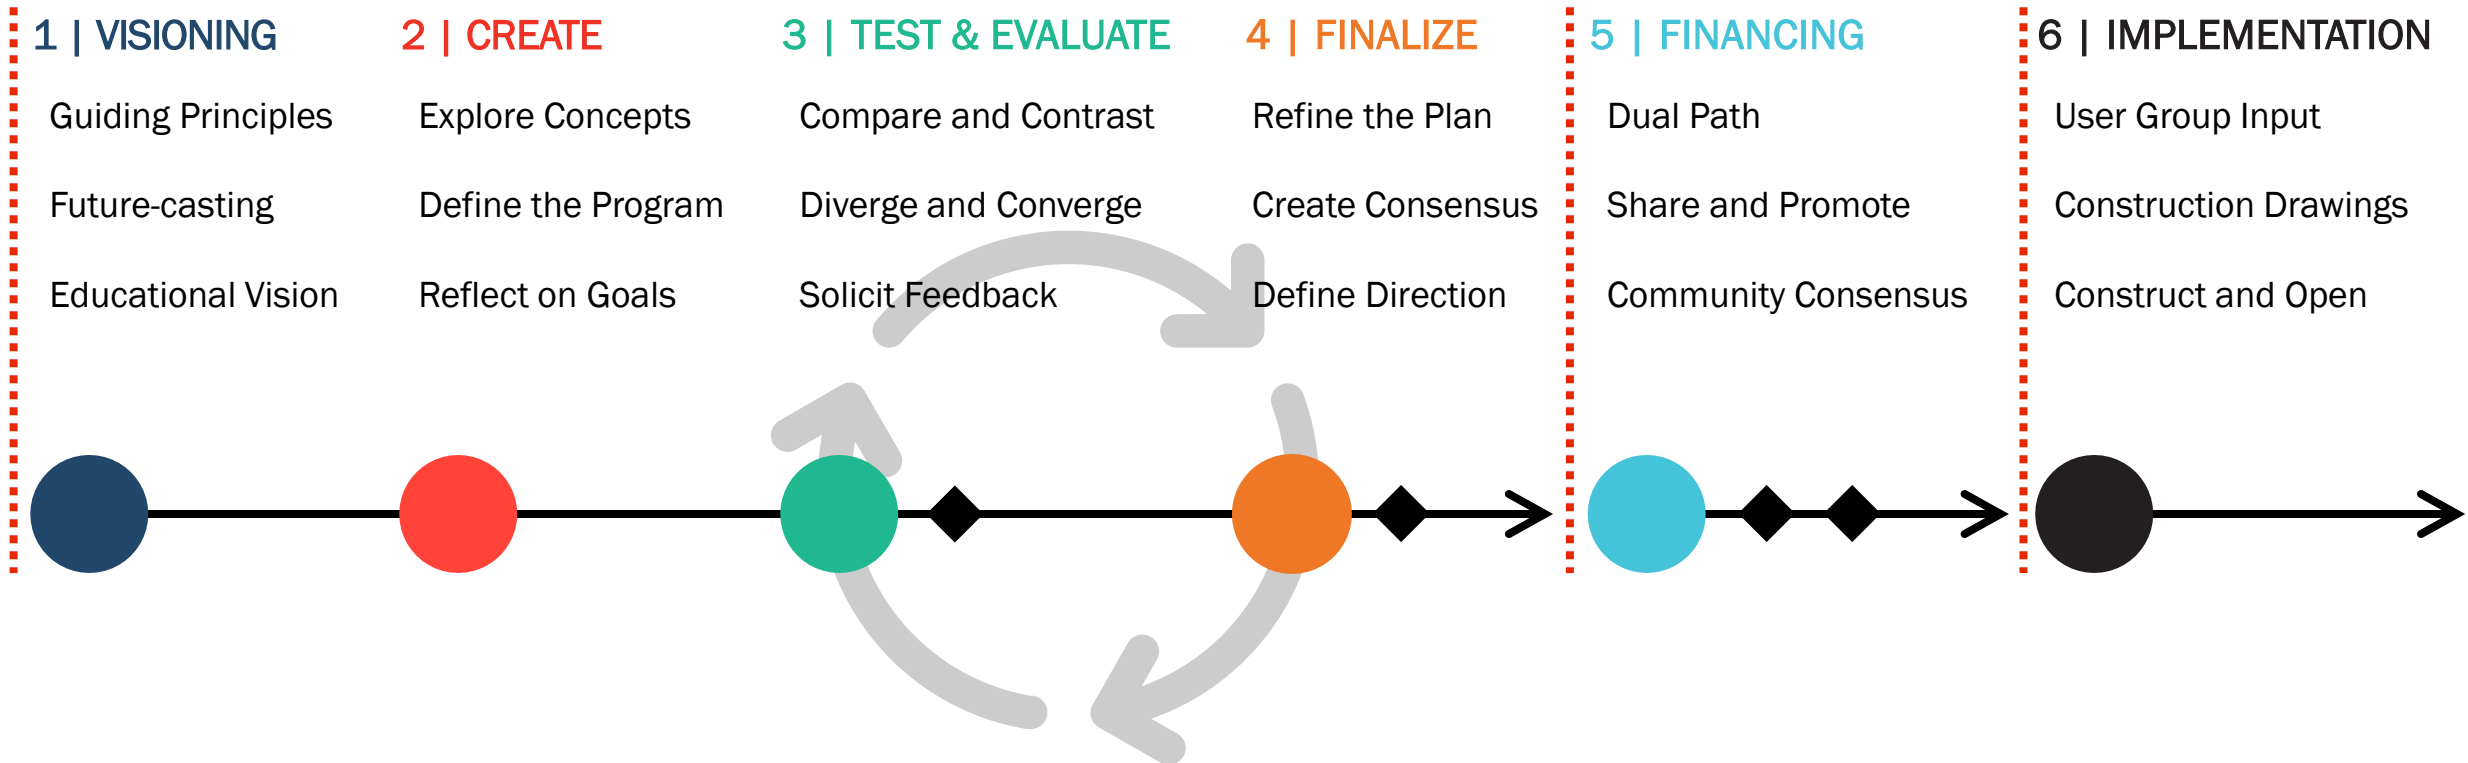 1 | VISIONING
Guiding Principles
Future-casting
Educational Vision
2 | CREATE
Explore Concepts
Define the Program
Reflect on Goals
3 | TEST & EVALUATE
Compare and Contrast
Diverge and Converge
Solicit Feedback
4 | FINALIZE
Refine the Plan
Create Consensus
Define Direction
5 | FINANCING
Dual Path
Share and Promote
Community Consensus
6 | IMPLEMENTATION
User Group Input
Construction Drawings
Construct and Open